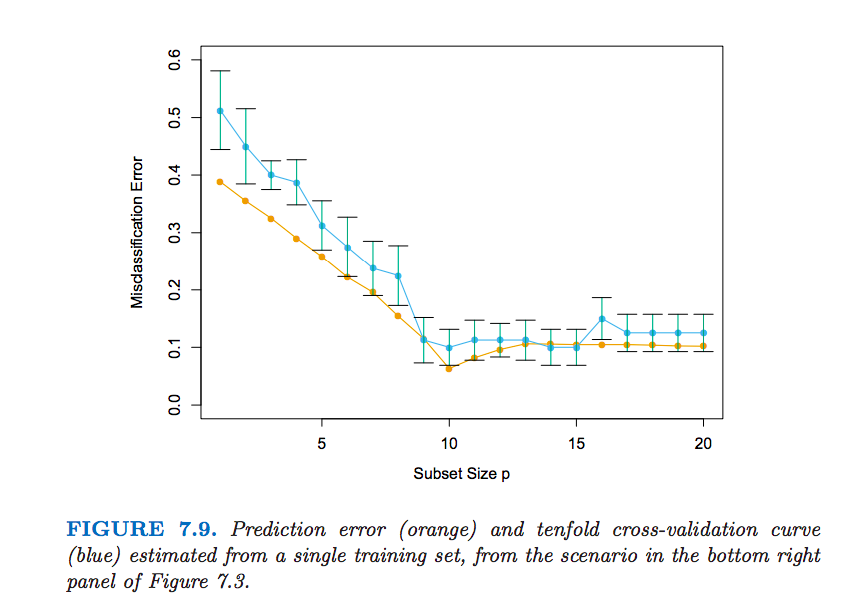 0.6
0.5
0.4
0.3
0.2
0.1
0.0
Misclassification Error
5 10 15 20
Subset Size p
FIGURE 7.9. Prediction error (orange) and tenfold cross-validation curve
(blue) estimated from a single training set, from the scenario in the bottom right
panel of Figure 7.3.